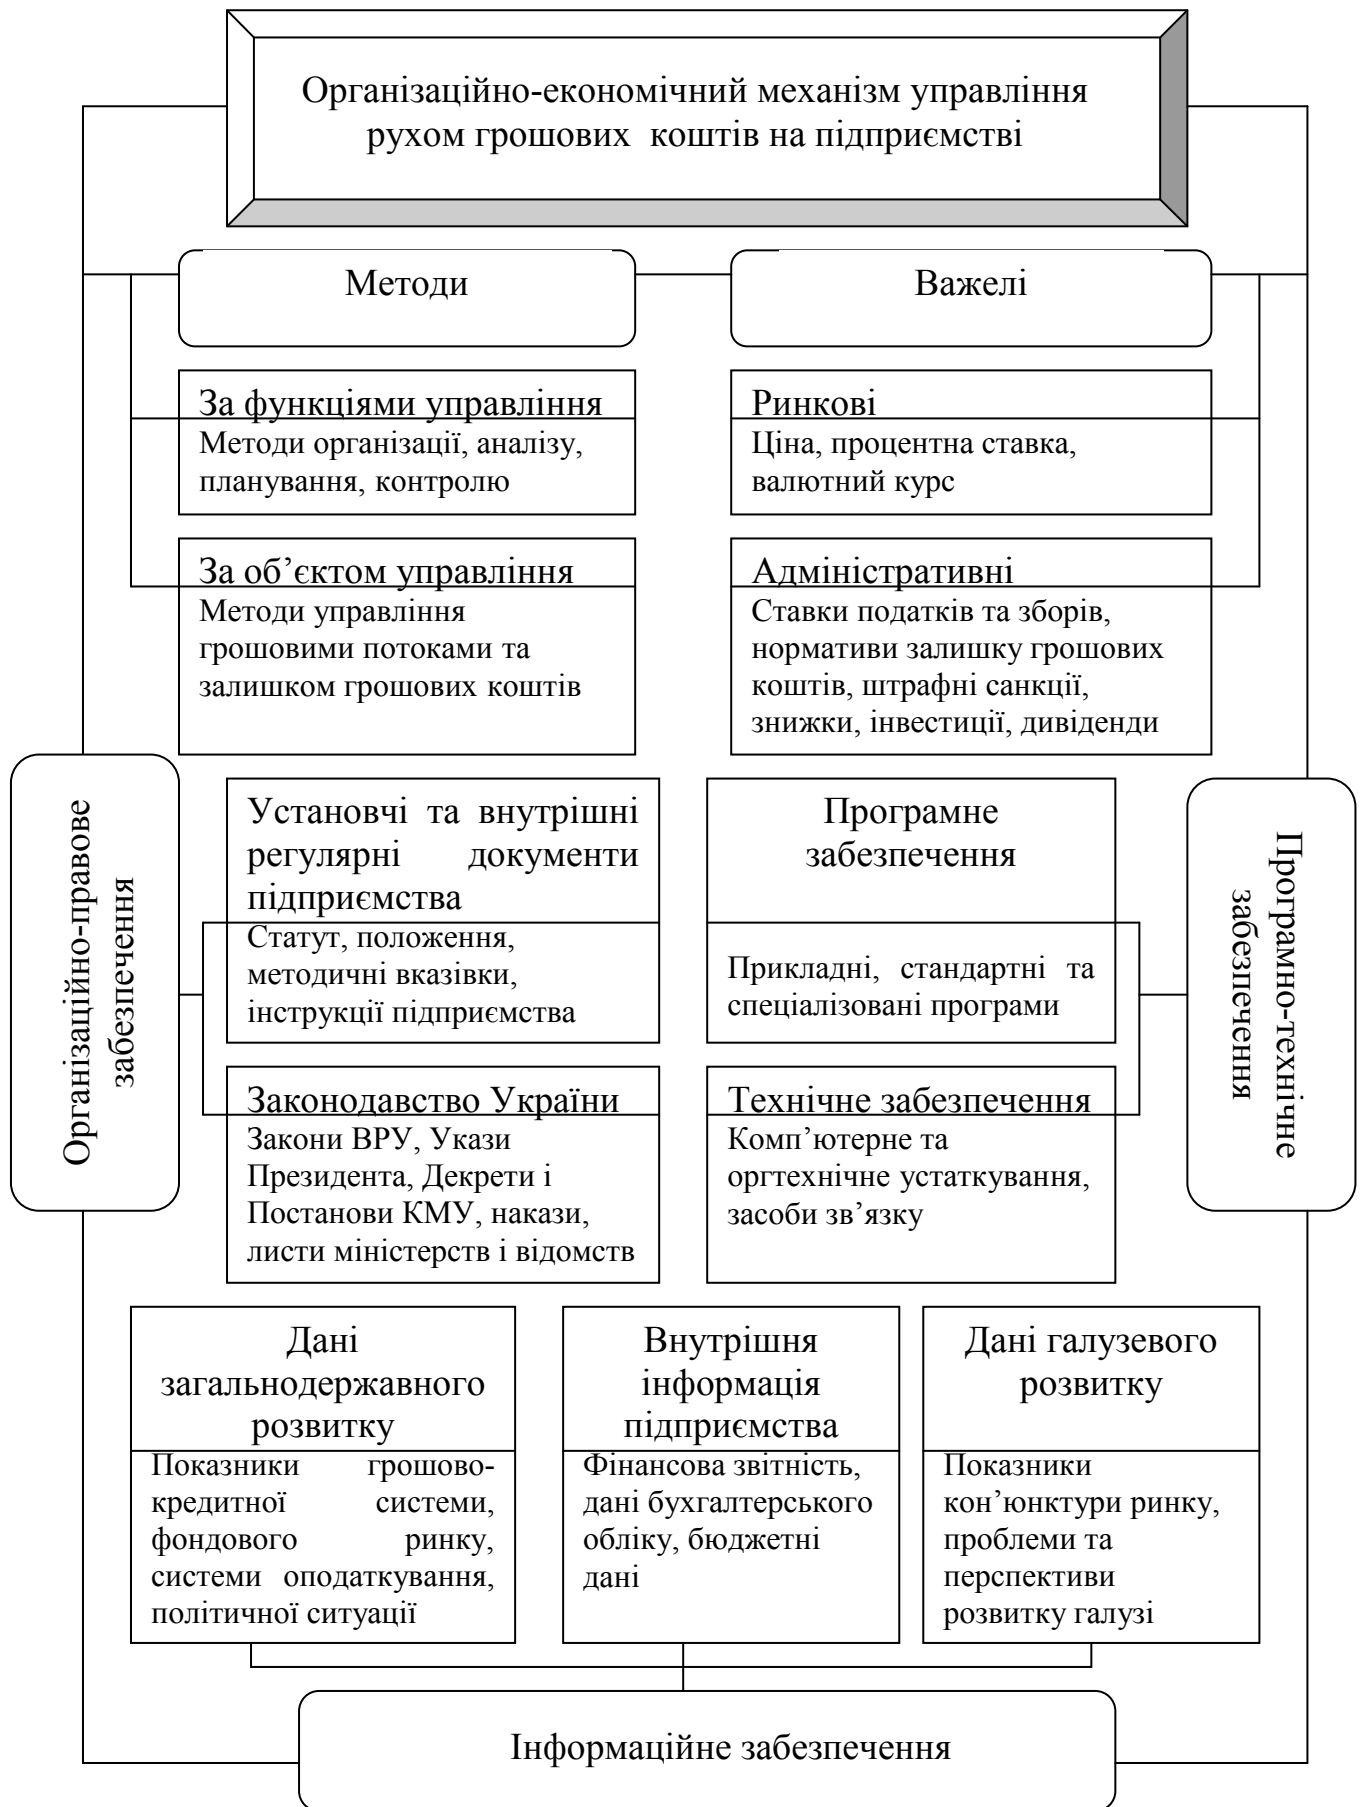 Організаційно-економічний механізм управління
рухом грошових коштів на підприємстві
Методи
Важелі
За функціями управління
Методи організації, аналізу,
планування, контролю
Ринкові
Ціна, процентна ставка,
валютний курс
За об’єктом управління
Методи управління
грошовими потоками та
залишком грошових коштів
Адміністративні
Ставки податків та зборів,
нормативи залишку грошових
коштів, штрафні санкції,
знижки, інвестиції, дивіденди
Організаційно-правове
забезпечення
Установчі та внутрішні
регулярні документи
підприємства
Статут, положення,
методичні вказівки,
інструкції підприємства
Програмне
забезпечення
Прикладні, стандартні та
спеціалізовані програми
Програмно-технічне
забезпечення
Законодавство України
Закони ВРУ, Укази
Президента, Декрети і
Постанови КМУ, накази,
листи міністерств і відомств
Технічне забезпечення
Комп’ютерне та
оргтехнічне устаткування,
засоби зв’язку
Дані
загальнодержавного
розвитку
Показники грошово-
кредитної системи,
фондового ринку,
системи оподаткування,
політичної ситуації
Внутрішня
інформація
підприємства
Фінансова звітність,
дані бухгалтерського
обліку, бюджетні
дані
Дані галузевого
розвитку
Показники
кон’юнктури ринку,
проблеми та
перспективи
розвитку галузі
Інформаційне забезпечення